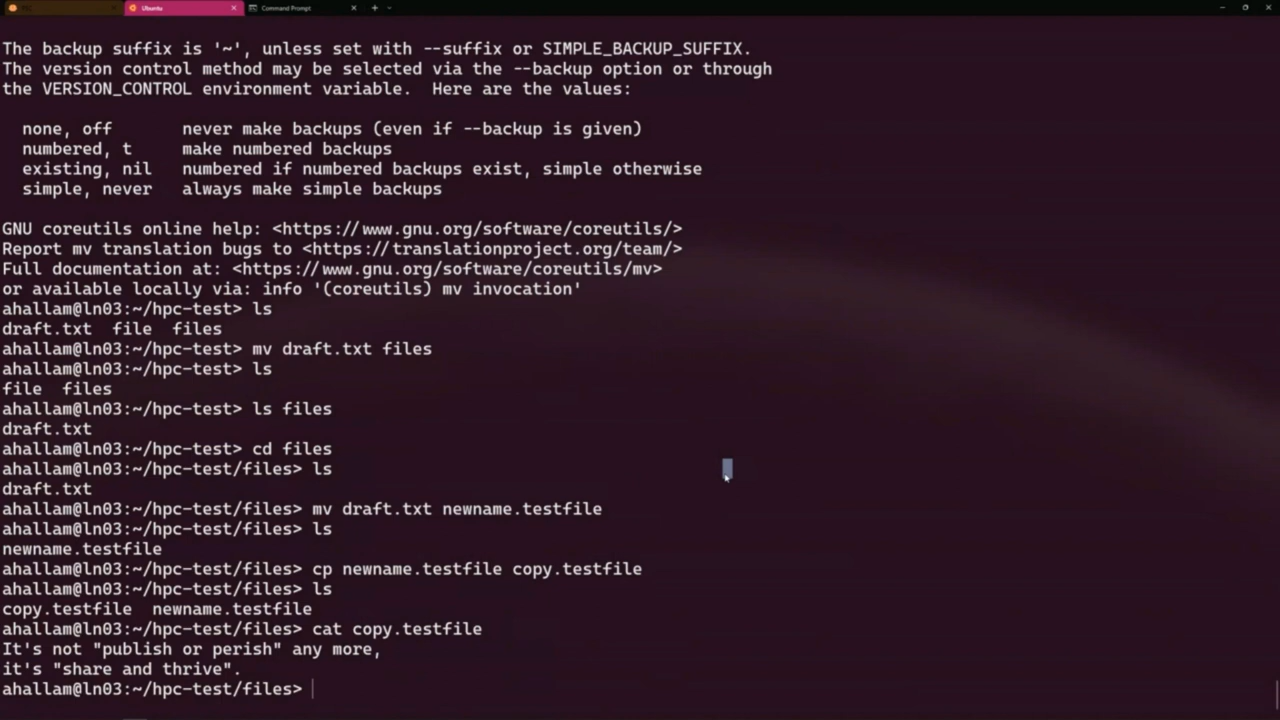 Ubuntu
Command Prompt
The backup suffix is '~', unless set with --suffix or SIMPLE_BACKUP_SUFFIX.
The version control method may be selected via the --backup option or through
the VERSION_CONTROL environment variable.  Here are the values:
none, off       never make backups (even if --backup is given)
numbered, t     make numbered backups
existing, nil   numbered if numbered backups exist, simple otherwise
simple, never   always make simple backups
GNU coreutils online help: <https://www.gnu.org/software/coreutils/>
Report mv translation bugs to <https://translationproject.org/team/>
Full documentation at: <https://www.gnu.org/software/coreutils/mv>
or available locally via: info '(coreutils) mv invocation'
ahallam@ln03:~/hpc-test> ls
draft.txt  file  files
ahallam@ln03:~/hpc-test> mv draft.txt files
ahallam@ln03:~/hpc-test> ls
file  files
ahallam@ln03:~/hpc-test> ls files
draft.txt
ahallam@ln03:~/hpc-test> cd files
ahallam@ln03:~/hpc-test/files> ls
draft.txt
ahallam@ln03:~/hpc-test/files> mv draft.txt newname.testfile
ahallam@ln03:~/hpc-test/files> ls
newname.testfile
ahallam@ln03:~/hpc-test/files> cp newname.testfile copy.testfile
ahallam@ln03:~/hpc-test/files> ls
copy.testfile  newname.testfile
ahallam@ln03:~/hpc-test/files> cat copy.testfile
It's not "publish or perish" any more,
it's "share and thrive".
ahallam@ln03:~/hpc-test/files>